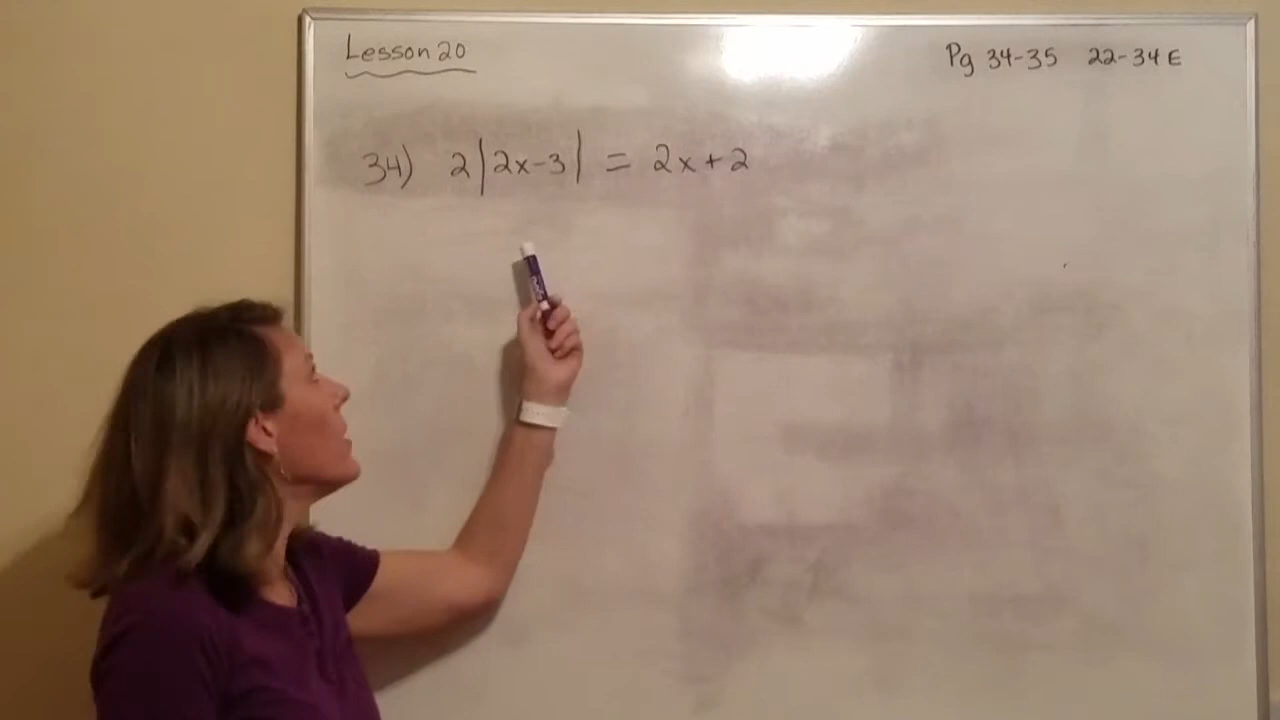 Lesson 20
Pg 34-35 22-34 E
34) 2|2x-3| = 2x+2